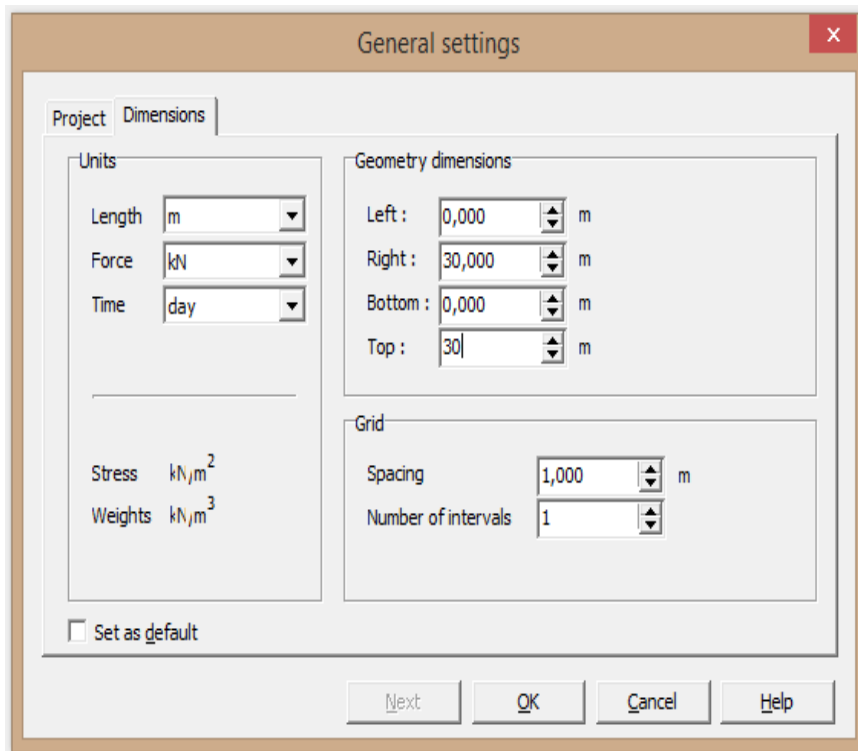 General settings
x
Project Dimensions
Units
Length m
Force kN
Time day
Stress kN/m²
Weights kN/m³
Geometry dimensions
Left : 0,000 m
Right : 30,000 m
Bottom : 0,000 m
Top : 30 m
Grid
Spacing 1,000 m
Number of intervals 1
Set as default
Next OK Cancel Help